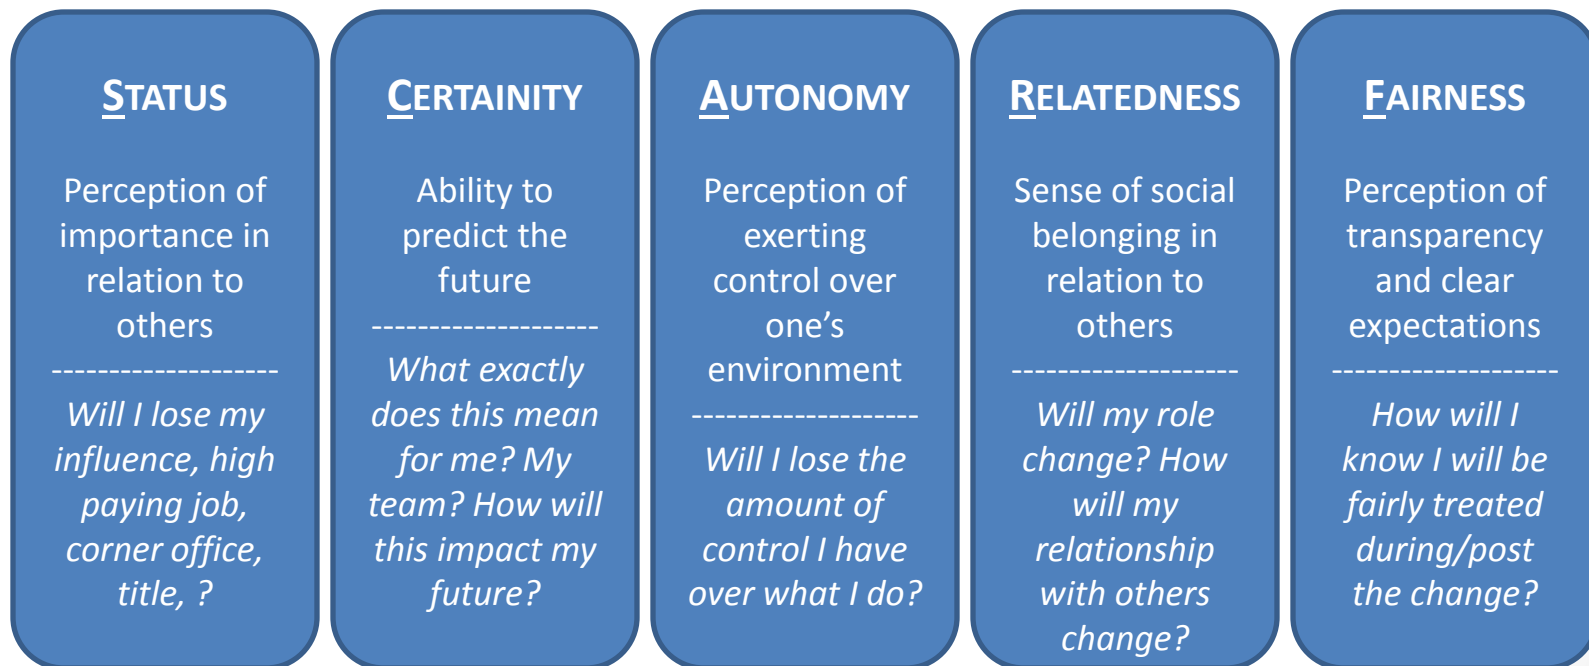 STATUS
Perception of
importance in
relation to
others
--------------------
Will I lose my
influence, high
paying job,
corner office,
title, ?
CERTAINITY
Ability to
predict the
future
--------------------
What exactly
does this mean
for me? My
team? How will
this impact my
future?
AUTONOMY
Perception of
exerting
control over
one’s
environment
--------------------
Will I lose the
amount of
control I have
over what I do?
RELATEDNESS
Sense of social
belonging in
relation to
others
--------------------
Will my role
change? How
will my
relationship
with others
change?
FAIRNESS
Perception of
transparency
and clear
expectations
--------------------
How will I
know I will be
fairly treated
during/post
the change?